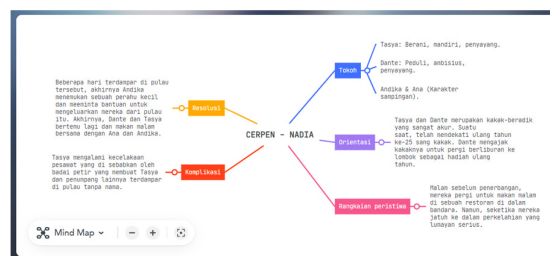 Tasya: Berani, mandiri, penyayang.
Tokoh
Dante: Peduli, ambisius,
penyayang.
Andika & Ana (Karakter
sampingan).
Beberapa hari terdampar di pulau
tersebut, akhirnya Andika
menemukan sebuah perahu kecil
dan meeinta bantuan untuk
mengeluarkan mereka dari pulau
itu. Akhirnya, Dante dan Tasya
bertemu lagi dan makan malam
bersama dengan Ana dan Andika.
Resolusi
CERPEN - NADIA
Orientasi
Tasya dan Dante merupakan kakak-beradik
yang sangat akur. Suatu
saat, telah mendekati ulang tahun
ke-25 sang kakak. Dante mengajak
kakaknya untuk pergi berliburan ke
lombok sebagai hadian ulang
tahun.
Tasya mengalami kecelakaan
pesawat yang di sebabkan oleh
badai petir yang membuat Tasya
dan penunpang lainnya terdampar
di pulau tanpa nama.
Komplikasi
Rangkaian peristiwa
Malam sebelum penerbangan,
mereka pergi untuk makan malam
di sebuah restoran di dalam
bandara. Namun, seketika mereka
jatuh ke dalam perkelahian yang
lumayan serius.
Mind Map